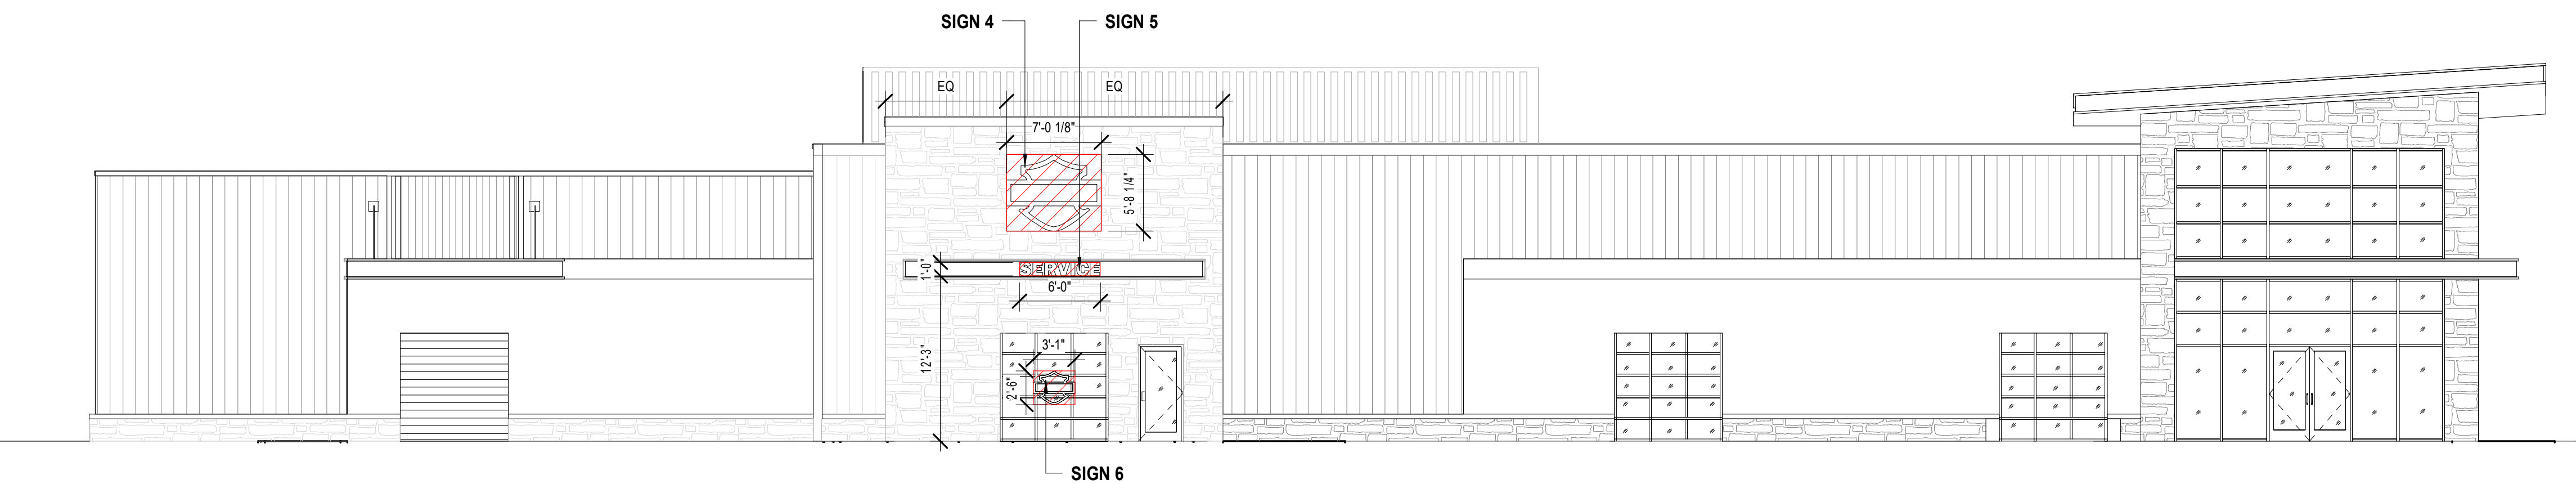 SIGN 4
SIGN 5
EQ
EQ
7'-0 1/8"
5'-8 1/4"
1'-0"
SERVICE
6'-0"
12'-3"
3'-1"
2'-6"
SIGN 6